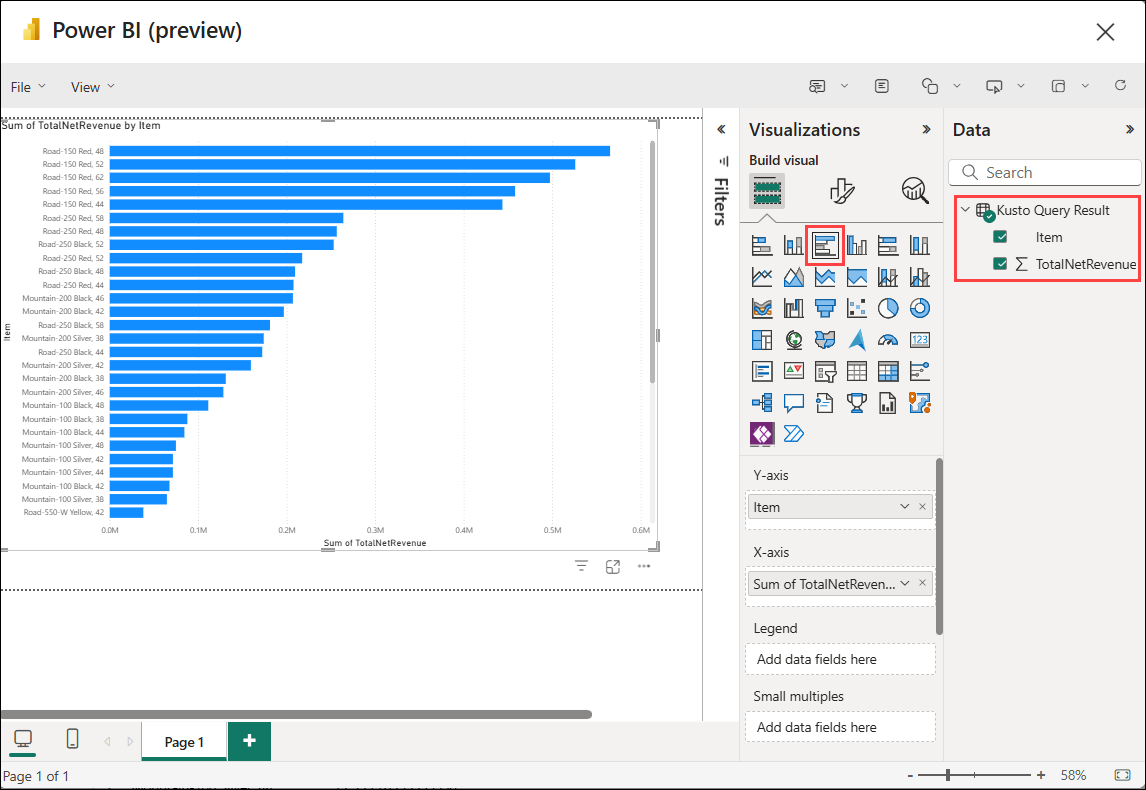 Power BI (preview)
File
View
Sum of TotalNetRevenue by Item
Item
Road-150 Red, 48
Road-150 Red, 52
Road-150 Red, 62
Road-150 Red, 56
Road-150 Red, 44
Road-250 Red, 58
Road-250 Red, 48
Road-250 Black, 52
Road-250 Red, 52
Road-250 Black, 48
Road-250 Red, 44
Mountain-200 Black, 46
Mountain-200 Black, 42
Road-250 Black, 58
Mountain-200 Silver, 38
Road-250 Black, 44
Mountain-200 Silver, 42
Mountain-200 Black, 38
Mountain-200 Silver, 46
Mountain-100 Black, 48
Mountain-100 Black, 38
Mountain-100 Black, 44
Mountain-100 Silver, 48
Mountain-100 Silver, 42
Mountain-100 Silver, 44
Mountain-100 Black, 42
Mountain-100 Silver, 38
Road-550-W Yellow, 42
0.0M 0.1M 0.2M 0.3M 0.4M 0.5M 0.6M
Sum of TotalNetRevenue
Filters
Visualizations
Build visual
123
Y-axis
Item
X-axis
Sum of TotalNetReven...
Legend
Add data fields here
Small multiples
Add data fields here
Data
Search
Kusto Query Result
Item
TotalNetRevenue
Page 1
Page 1 of 1
58%